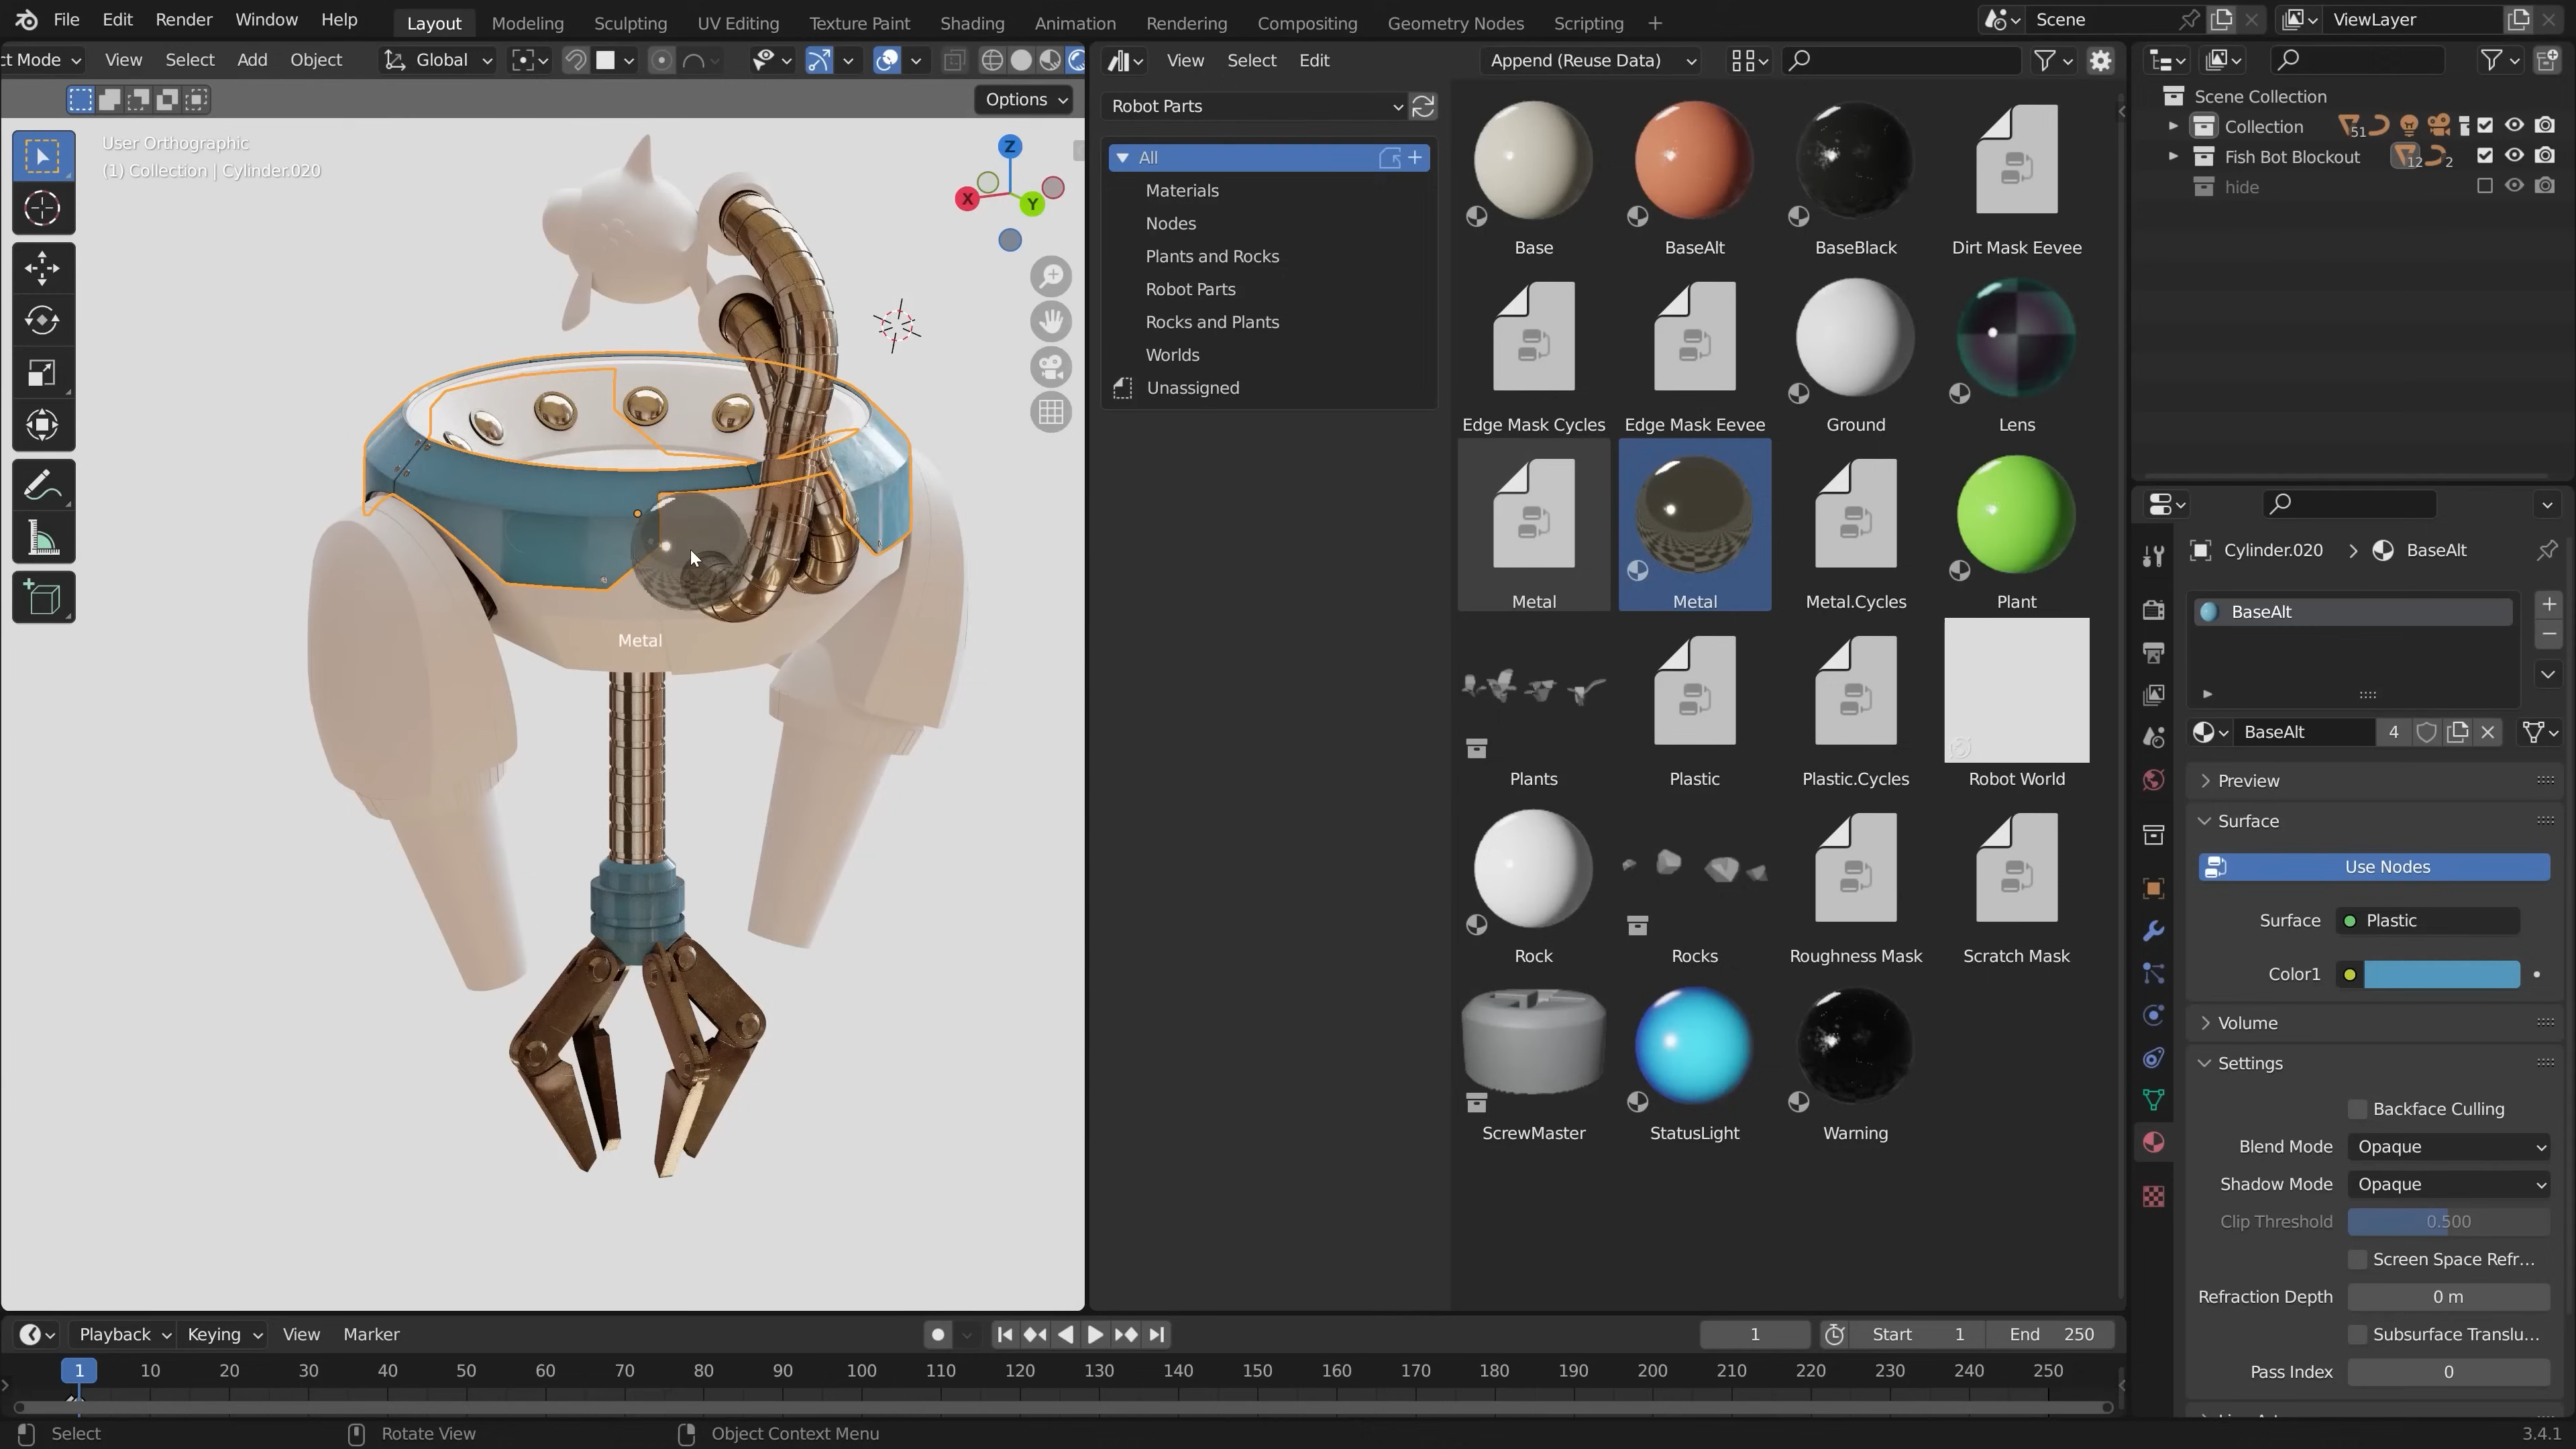 File Edit Render Window Help
Layout Modeling Sculpting UV Editing Texture Paint Shading Animation Rendering Compositing Geometry Nodes Scripting +
Scene
ViewLayer
ct Mode View Select Add Object Global
Options
View Select Edit Append (Reuse Data)
User Orthographic
(1) Collection | Cylinder.020
Z
X
Y
Metal
Robot Parts
All
Materials
Nodes
Plants and Rocks
Robot Parts
Rocks and Plants
Worlds
Unassigned
Base BaseAlt BaseBlack Dirt Mask Eevee
Edge Mask Cycles Edge Mask Eevee Ground Lens
Metal Metal Metal.Cycles Plant
Plants Plastic Plastic.Cycles Robot World
Rock Rocks Roughness Mask Scratch Mask
ScrewMaster StatusLight Warning
Scene Collection
Collection 51
Fish Bot Blockout 12 2
hide
Cylinder.020 > BaseAlt
BaseAlt
BaseAlt 4
Preview
Surface
Use Nodes
Surface Plastic
Color1
Volume
Settings
Backface Culling
Blend Mode Opaque
Shadow Mode Opaque
Clip Threshold 0.500
Screen Space Refr...
Refraction Depth 0 m
Subsurface Translu...
Pass Index 0
Playback Keying View Marker
1 Start 1 End 250
1 10 20 30 40 50 60 70 80 90 100 110 120 130 140 150 160 170 180 190 200 210 220 230 240 250
Select Rotate View Object Context Menu
3.4.1